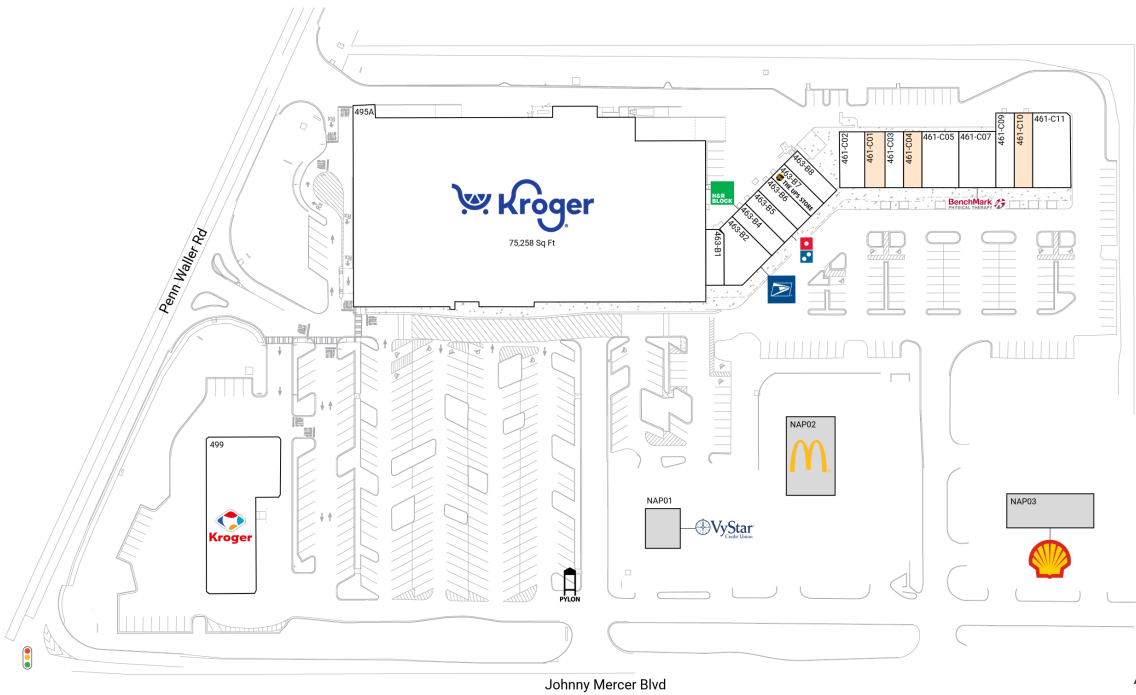 495A
Kroger
75,258 Sq Ft
H&R
BLOCK
463-B8
463-B7
THE UPS STORE
463-B6
463-B5
463-B4
463-B2
463-B1
461-C02
461-C01
461-C03
461-C04
461-C05
461-C07
461-C09
461-C10
461-C11
BenchMark
PHYSICAL THERAPY
Penn Waller Rd
499
Kroger
NAP02
NAP01
VyStar
Credit Union
NAP03
PYLON
Johnny Mercer Blvd